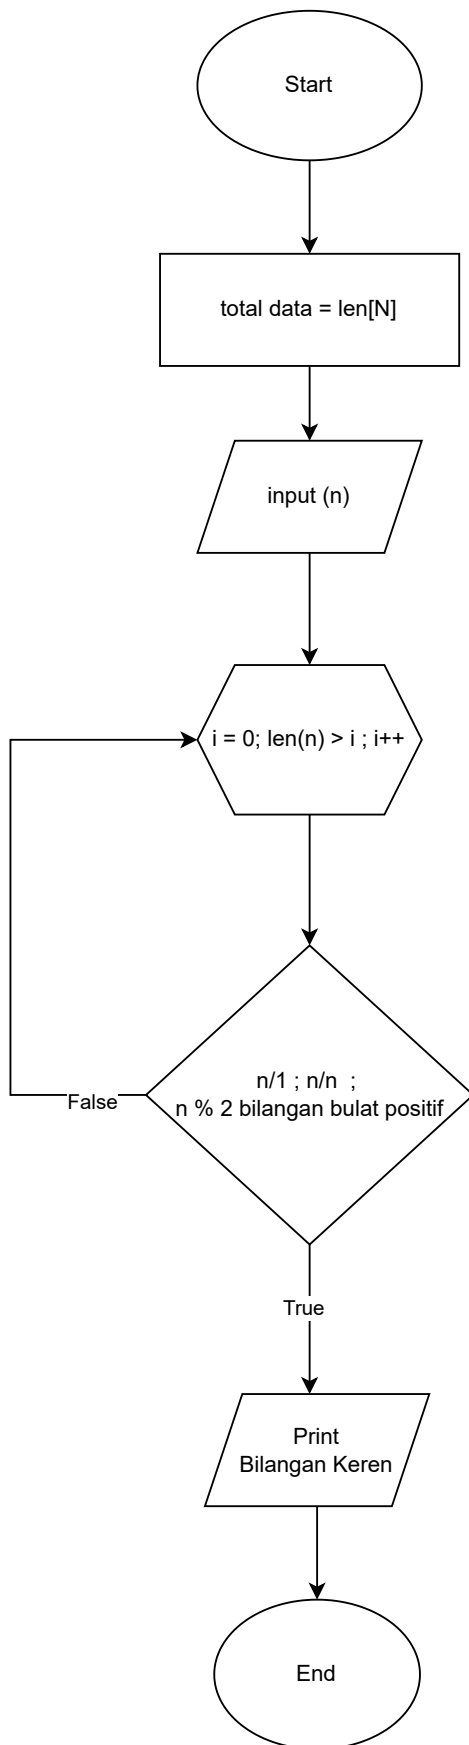 Start
total data = len[N]
input (n)
i = 0; len(n) > i ; i++
n/1 ; n/n  ;
n % 2 bilangan bulat positif
False
True
Print
Bilangan Keren
End